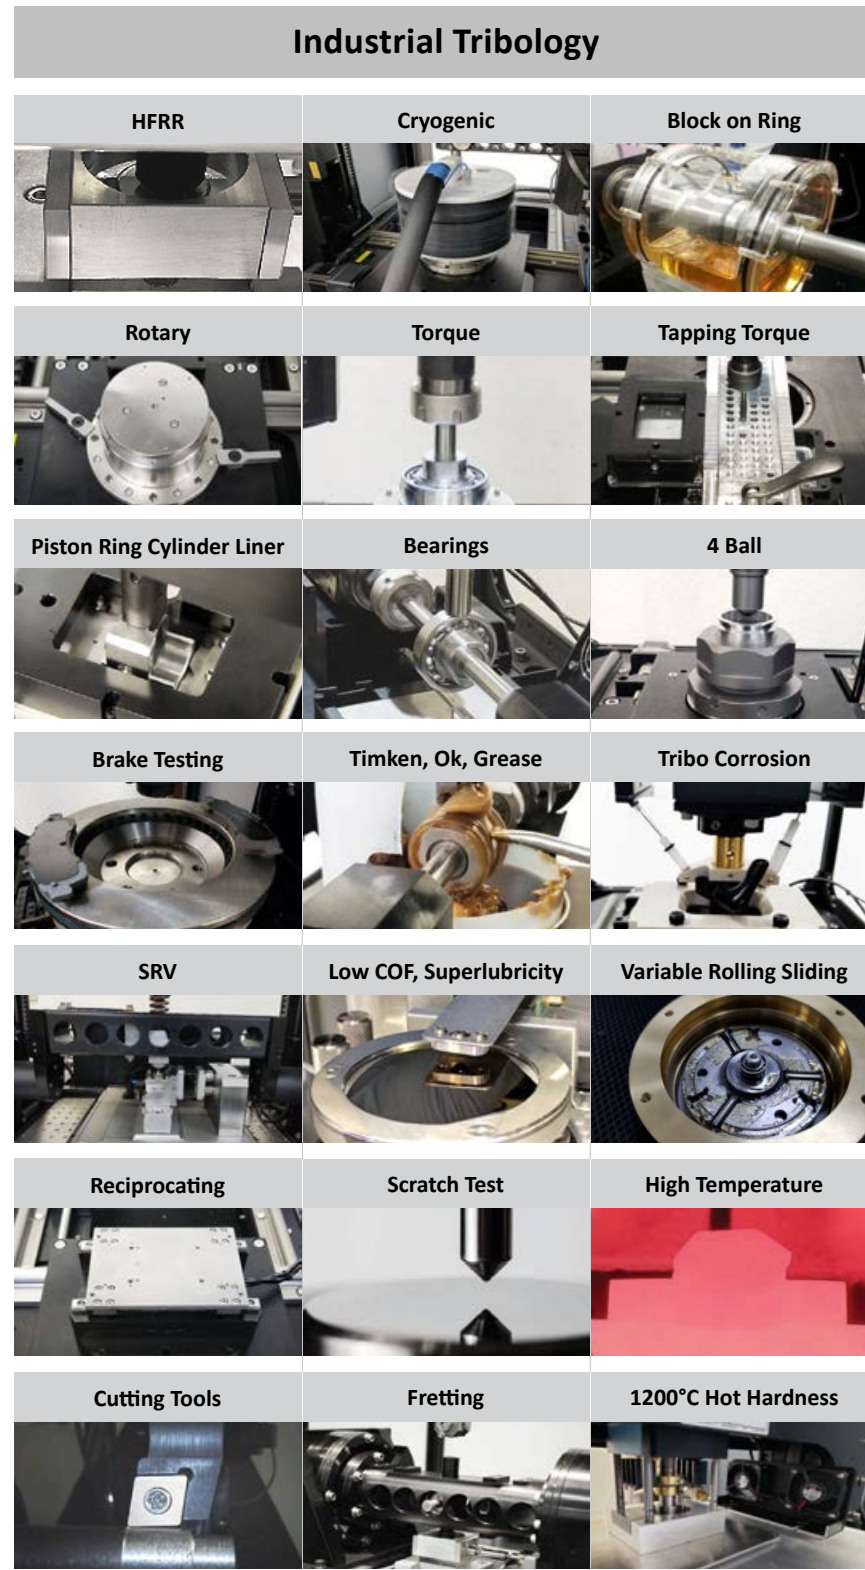 Industrial Tribology
HFRR
Cryogenic
Block on Ring
Rotary
Torque
Tapping Torque
Piston Ring Cylinder Liner
Bearings
4 Ball
Brake Testing
Timken, Ok, Grease
Tribo Corrosion
SRV
Low COF, Superlubricity
Variable Rolling Sliding
Reciprocating
Scratch Test
High Temperature
Cutting Tools
Fretting
1200°C Hot Hardness